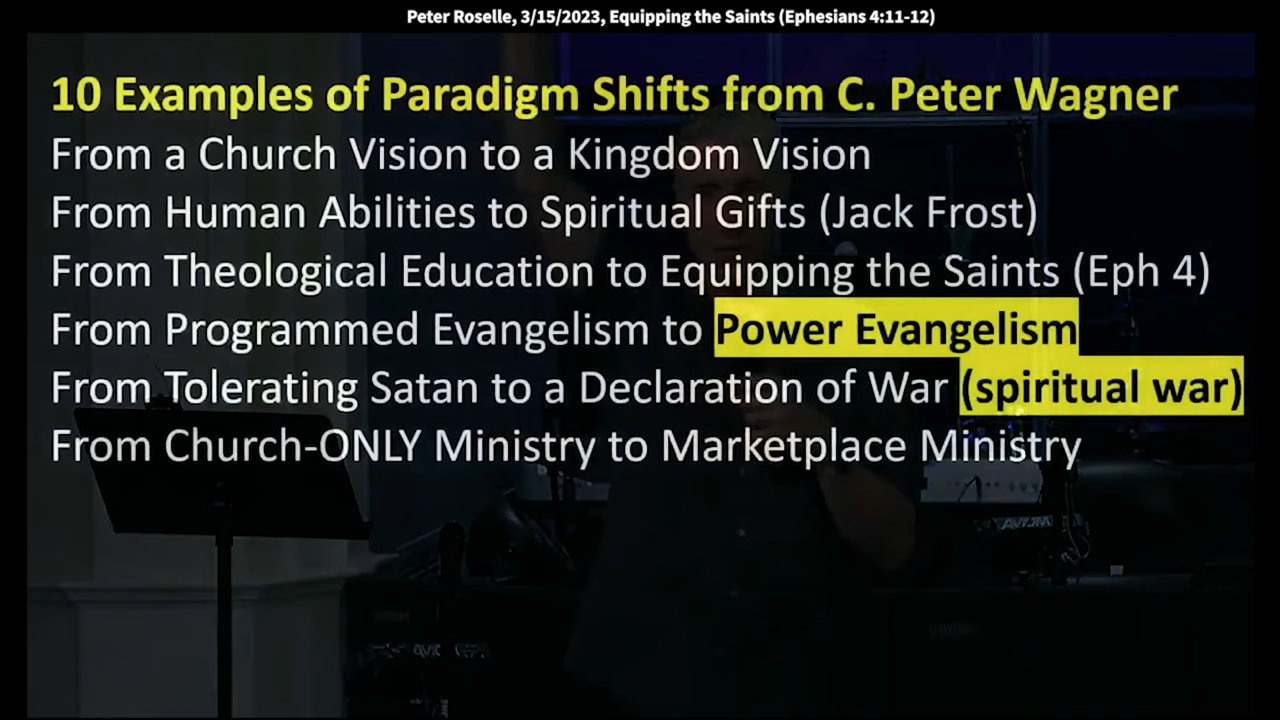 Peter Roselle, 3/15/2023, Equipping the Saints (Ephesians 4:11-12)
10 Examples of Paradigm Shifts from C. Peter Wagner
From a Church Vision to a Kingdom Vision
From Human Abilities to Spiritual Gifts (Jack Frost)
From Theological Education to Equipping the Saints (Eph 4)
From Programmed Evangelism to Power Evangelism
From Tolerating Satan to a Declaration of War (spiritual war)
From Church-ONLY Ministry to Marketplace Ministry
AVIOM